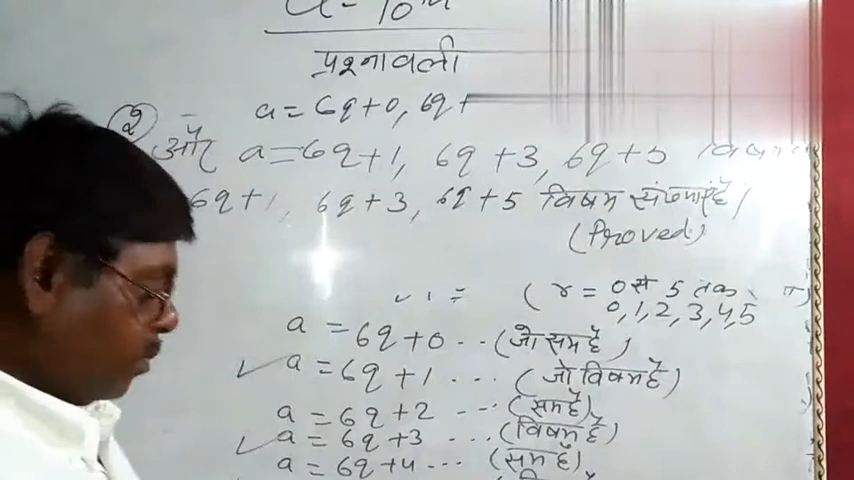 a - 10th
प्रश्नावली
② a = 6q+0, 6q+
और a = 6q+1, 6q+3, 6q+5
6q+1, 6q+3, 6q+5 विषम संख्याएं है
(Proved)
(r = 0 से 5 तक
0,1,2,3,4,5
a = 6q+0 -- (जो सम है)
✓ a = 6q+1 --- (जो विषम है)
a = 6q+2 --- (सम है)
✓ a = 6q+3 --- (विषम है)
a = 6q+4 --- (सम है)